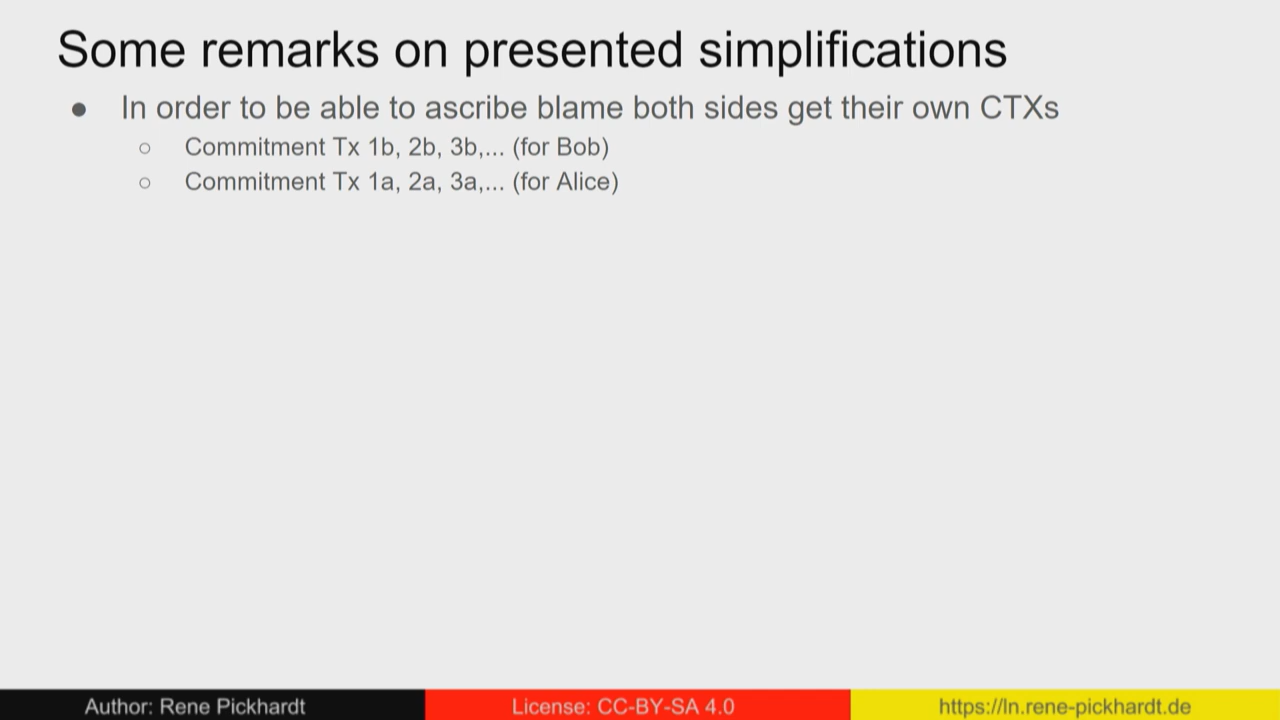 Some remarks on presented simplifications
● In order to be able to ascribe blame both sides get their own CTXs
○ Commitment Tx 1b, 2b, 3b,... (for Bob)
○ Commitment Tx 1a, 2a, 3a,... (for Alice)
Author: Rene Pickhardt
License: CC-BY-SA 4.0
https://ln.rene-pickhardt.de